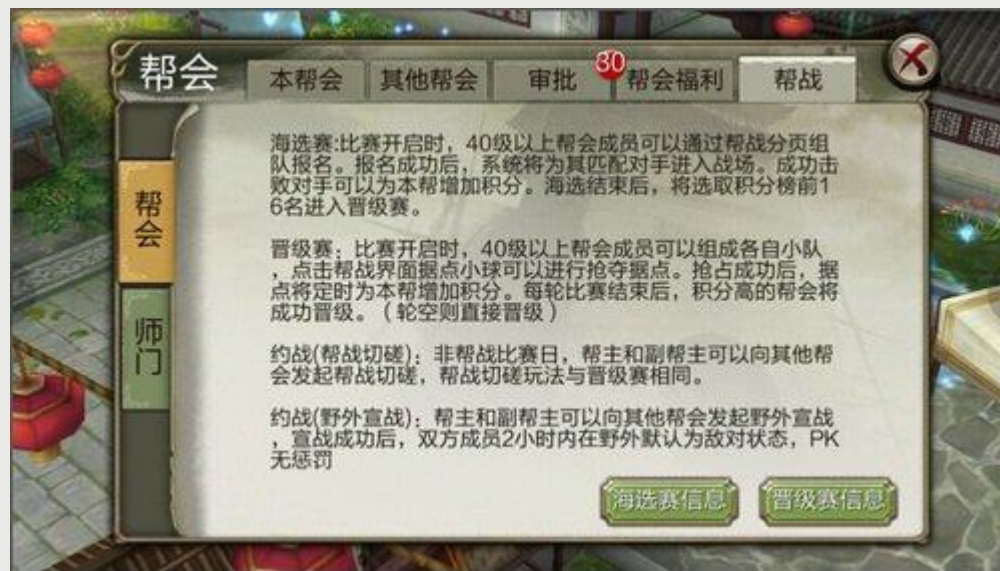 帮会
本帮会
其他帮会
审批
30
帮会福利
帮战
帮会
师门
海选赛:比赛开启时，40级以上帮会成员可以通过帮战分页组
队报名。报名成功后，系统将为其匹配对手进入战场。成功击
败对手可以为本帮增加积分。海选结束后，将选取积分榜前1
6名进入晋级赛。
晋级赛：比赛开启时，40级以上帮会成员可以组成各自小队
，点击帮战界面据点小球可以进行抢夺据点。抢占成功后，据
点将定时为本帮增加积分。每轮比赛结束后，积分高的帮会将
成功晋级。（轮空则直接晋级）
约战(帮战切磋)：非帮战比赛日，帮主和副帮主可以向其他帮
会发起帮战切磋，帮战切磋玩法与晋级赛相同。
约战(野外宣战)：帮主和副帮主可以向其他帮会发起野外宣战
，宣战成功后，双方成员2小时内在野外默认为敌对状态，PK
无惩罚
海选赛信息
晋级赛信息